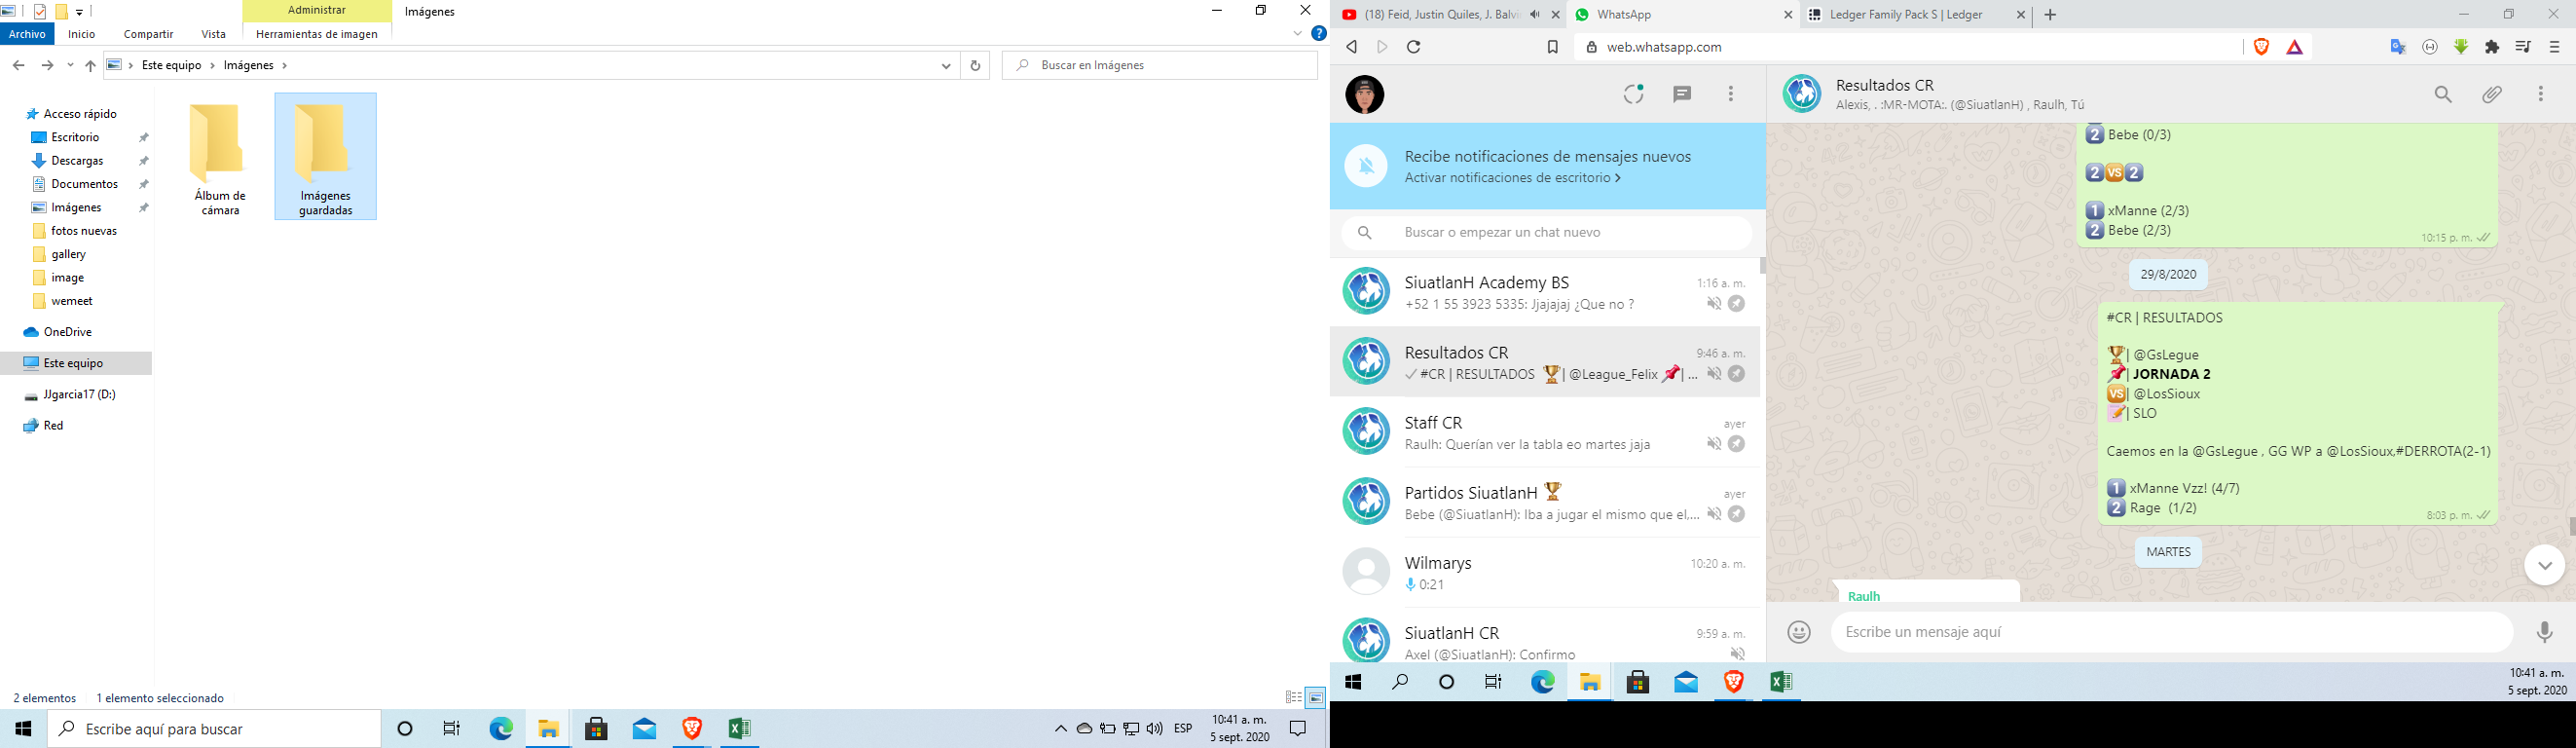 Administrar
Imágenes
Archivo
Inicio
Compartir
Vista
Herramientas de imagen
Este equipo
Imágenes
Buscar en Imágenes
Acceso rápido
Escritorio
Descargas
Documentos
Imágenes
fotos nuevas
gallery
image
wemeet
OneDrive
Este equipo
JJgarcia17 (D:)
Red
Álbum de
cámara
Imágenes
guardadas
2 elementos
1 elemento seleccionado
Escribe aquí para buscar
ESP
10:41 a. m.
5 sept. 2020
(18) Feid, Justin Quiles, J. Balvi
WhatsApp
Ledger Family Pack S | Ledger
web.whatsapp.com
Recibe notificaciones de mensajes nuevos
Activar notificaciones de escritorio >
Buscar o empezar un chat nuevo
SiuatlanH Academy BS
1:16 a. m.
+52 1 55 3923 5335: Jjajajaj ¿Que no ?
Resultados CR
9:46 a. m.
✓ #CR | RESULTADOS 🏆| @League_Felix 📌| ...
Staff CR
ayer
Raulh: Querían ver la tabla eo martes jaja
Partidos SiuatlanH 🏆
ayer
Bebe (@SiuatlanH): Iba a jugar el mismo que el,...
Wilmarys
10:20 a. m.
0:21
SiuatlanH CR
9:59 a. m.
Axel (@SiuatlanH): Confirmo
Resultados CR
Alexis, . :MR-MOTA:. (@SiuatlanH) , Raulh, Tú
2️⃣ Bebe (0/3)
2️⃣🆚2️⃣
1️⃣ xManne (2/3)
2️⃣ Bebe (2/3)
10:15 p. m.
29/8/2020
#CR | RESULTADOS
🏆| @GsLegue
📌| JORNADA 2
🆚| @LosSioux
📝| SLO
Caemos en la @GsLegue , GG WP a @LosSioux,#DERROTA(2-1)
1️⃣ xManne Vzz! (4/7)
2️⃣ Rage (1/2)
8:03 p. m.
MARTES
Raulh
Escribe un mensaje aquí
10:41 a. m.
5 sept. 2020